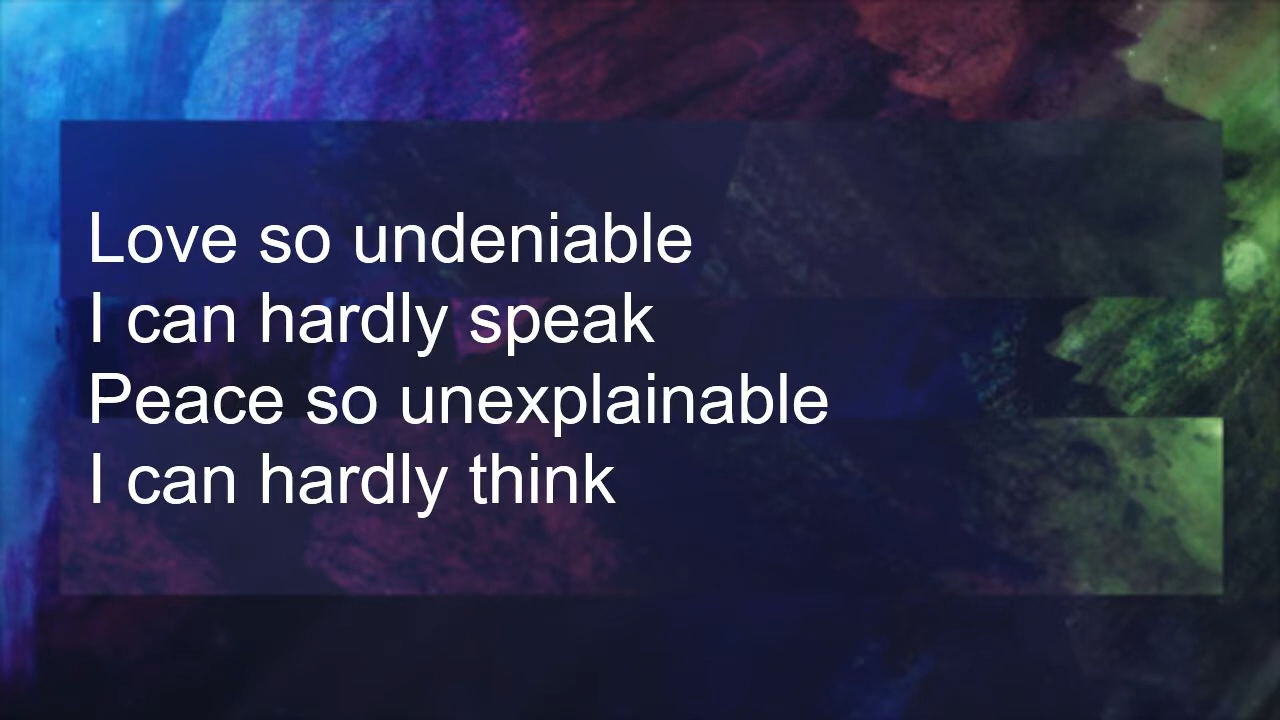 Love so undeniable
I can hardly speak
Peace so unexplainable
I can hardly think